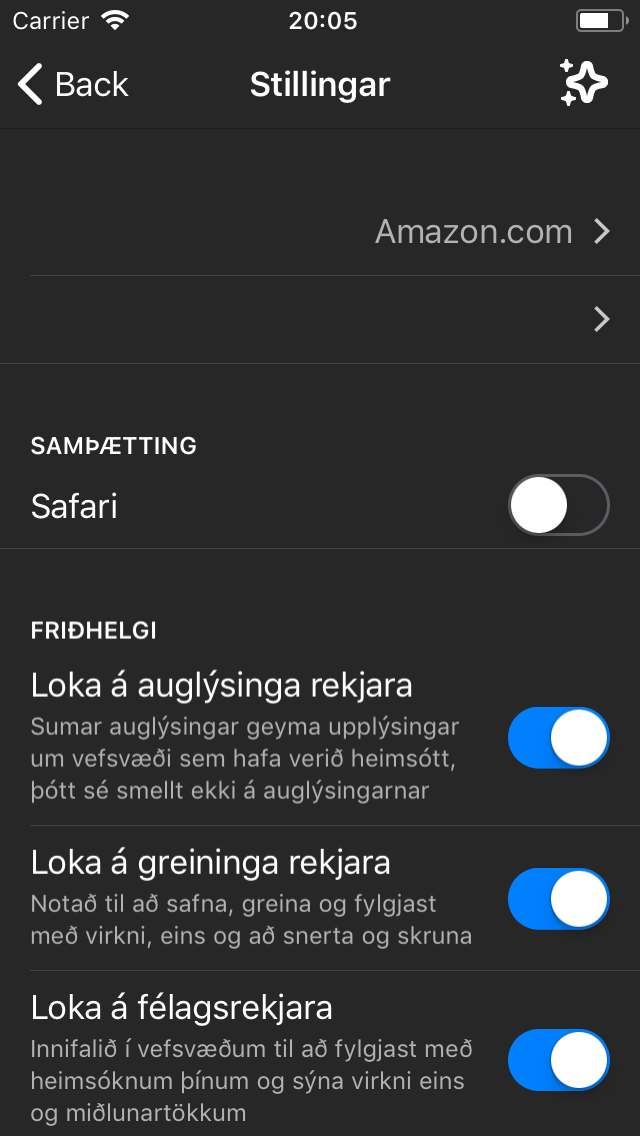 Carrier 20:05
Back Stillingar
Amazon.com
SAMÞÆTTING
Safari
FRIÐHELGI
Loka á auglýsinga rekjara
Sumar auglýsingar geyma upplýsingar
um vefsvæði sem hafa verið heimsótt,
þótt sé smellt ekki á auglýsingarnar
Loka á greininga rekjara
Notað til að safna, greina og fylgjast
með virkni, eins og að snerta og skruna
Loka á félagsrekjara
Innifalið í vefsvæðum til að fylgjast með
heimsóknum þínum og sýna virkni eins
og miðlunartökkum